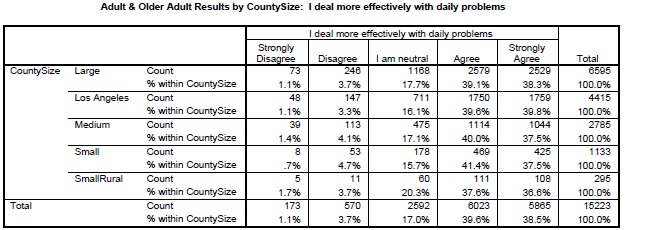 Adult & Older Adult Results by CountySize: I deal more effectively with daily problems
I deal more effectively with daily problems
Strongly Disagree Disagree I am neutral Agree Strongly Agree Total
CountySize Large Count 73 246 1168 2579 2529 6595
% within CountySize 1.1% 3.7% 17.7% 39.1% 38.3% 100.0%
Los Angeles Count 48 147 711 1750 1759 4415
% within CountySize 1.1% 3.3% 16.1% 39.6% 39.8% 100.0%
Medium Count 39 113 475 1114 1044 2785
% within CountySize 1.4% 4.1% 17.1% 40.0% 37.5% 100.0%
Small Count 8 53 178 469 425 1133
% within CountySize .7% 4.7% 15.7% 41.4% 37.5% 100.0%
SmallRural Count 5 11 60 111 108 295
% within CountySize 1.7% 3.7% 20.3% 37.6% 36.6% 100.0%
Total Count 173 570 2592 6023 5865 15223
% within CountySize 1.1% 3.7% 17.0% 39.6% 38.5% 100.0%